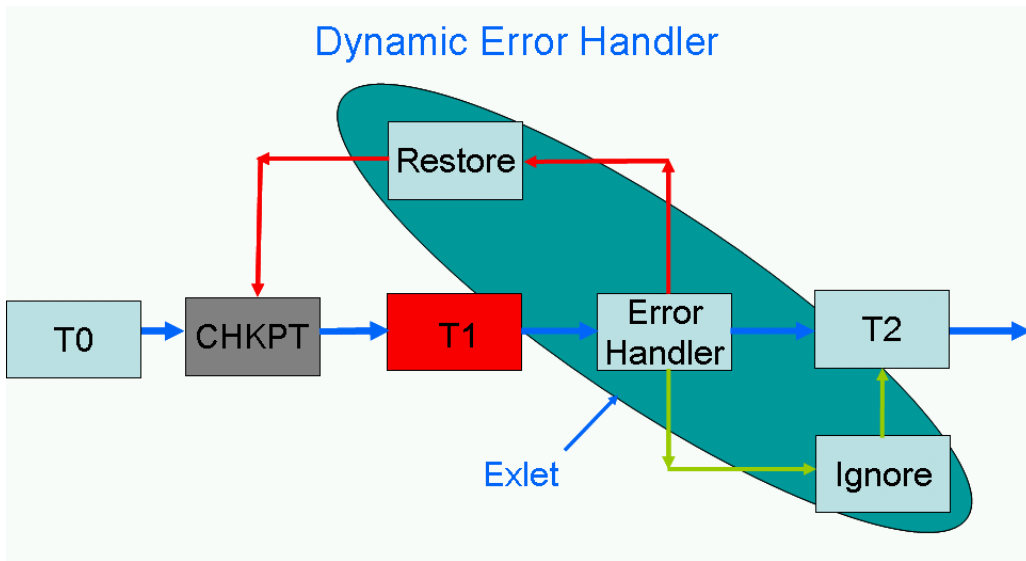 Dynamic Error Handler
Restore
T0
CHKPT
T1
Error
Handler
T2
Exlet
Ignore